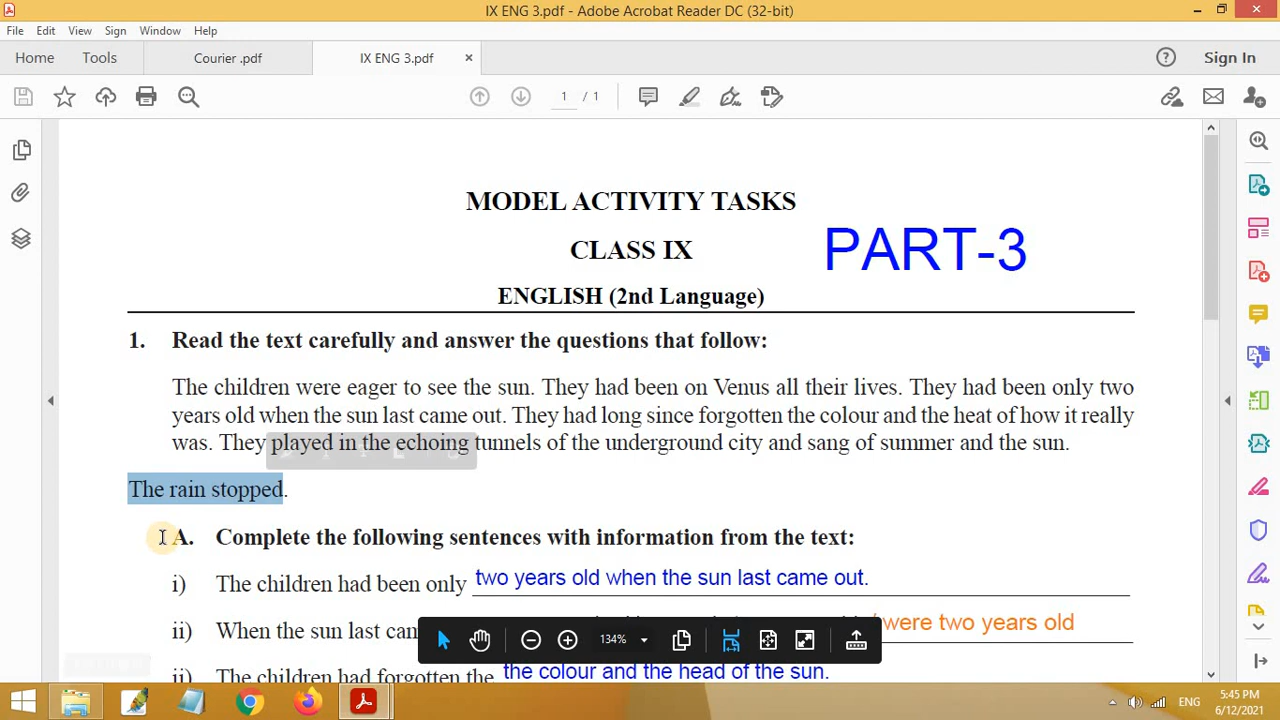 IX ENG 3.pdf - Adobe Acrobat Reader DC (32-bit)
File Edit View Sign Window Help
Home Tools Courier .pdf IX ENG 3.pdf × Sign In
1 / 1
MODEL ACTIVITY TASKS
CLASS IX PART-3
ENGLISH (2nd Language)
1. Read the text carefully and answer the questions that follow:
The children were eager to see the sun. They had been on Venus all their lives. They had been only two
years old when the sun last came out. They had long since forgotten the colour and the heat of how it really
was. They played in the echoing tunnels of the underground city and sang of summer and the sun.
The rain stopped.
A. Complete the following sentences with information from the text:
i) The children had been only two years old when the sun last came out.
ii) When the sun last were two years old
134%
ii) The children forgotten the the colour and the head of the sun.
ENG
5:45 PM
6/12/2021